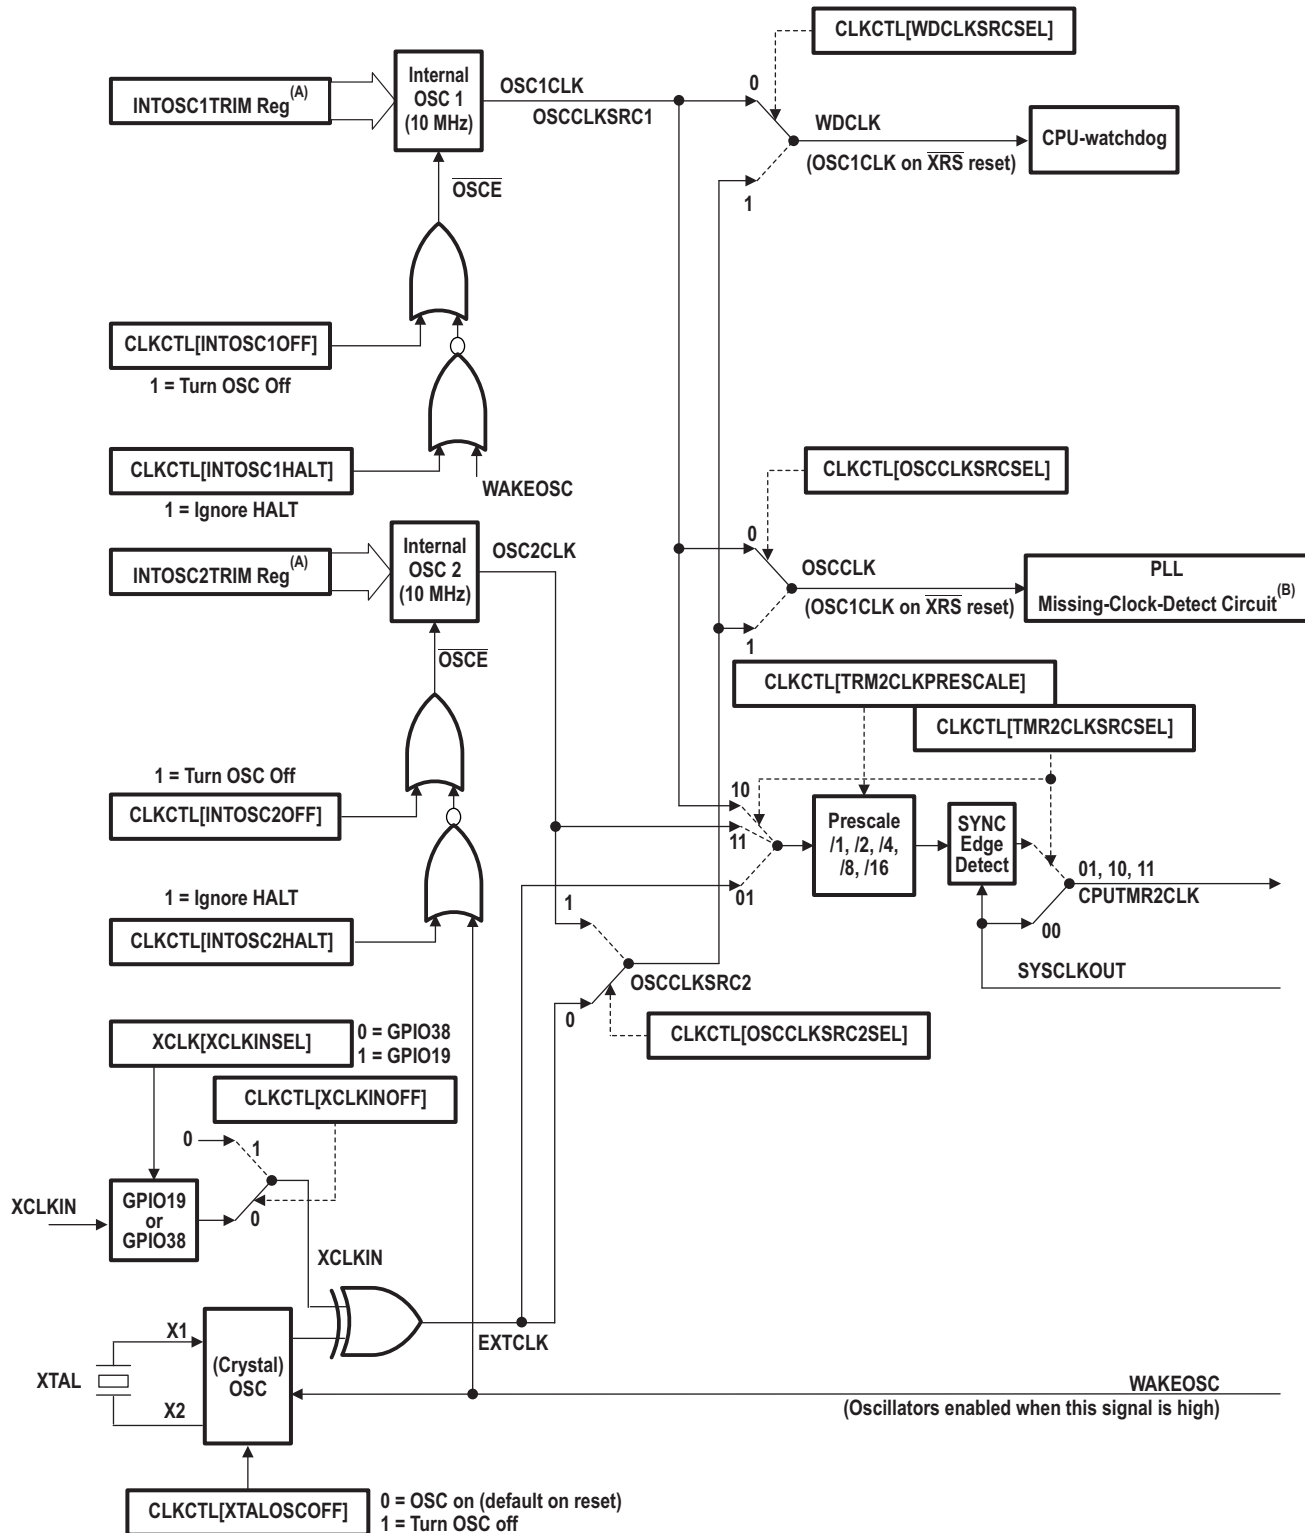 CLKCTL[WDCLKSRCSEL]
Internal
OSC 1
(10 MHz)
INTOSC1TRIM Reg(A)
OSC1CLK
OSCCLKSRC1
0
WDCLK
(OSC1CLK on XRS reset)
CPU-watchdog
1
OSCE
CLKCTL[INTOSC1OFF]
1 = Turn OSC Off
CLKCTL[INTOSC1HALT]
1 = Ignore HALT
WAKEOSC
CLKCTL[OSCCLKSRCSEL]
Internal
OSC 2
(10 MHz)
INTOSC2TRIM Reg(A)
OSC2CLK
0
OSCCLK
(OSC1CLK on XRS reset)
PLL
Missing-Clock-Detect Circuit(B)
1
OSCE
CLKCTL[TRM2CLKPRESCALE]
CLKCTL[TMR2CLKSRCSEL]
1 = Turn OSC Off
CLKCTL[INTOSC2OFF]
10
11
01
Prescale
/1, /2, /4,
/8, /16
SYNC
Edge
Detect
01, 10, 11
CPUTMR2CLK
00
SYSCLKOUT
1 = Ignore HALT
CLKCTL[INTOSC2HALT]
1
OSCCLKSRC2
0
CLKCTL[OSCCLKSRC2SEL]
XCLK[XCLKINSEL]
0 = GPIO38
1 = GPIO19
CLKCTL[XCLKINOFF]
0
1
XCLKIN
GPIO19
or
GPIO38
0
XCLKIN
EXTCLK
XTAL
X1
X2
(Crystal)
OSC
WAKEOSC
(Oscillators enabled when this signal is high)
CLKCTL[XTALOSCOFF]
0 = OSC on (default on reset)
1 = Turn OSC off